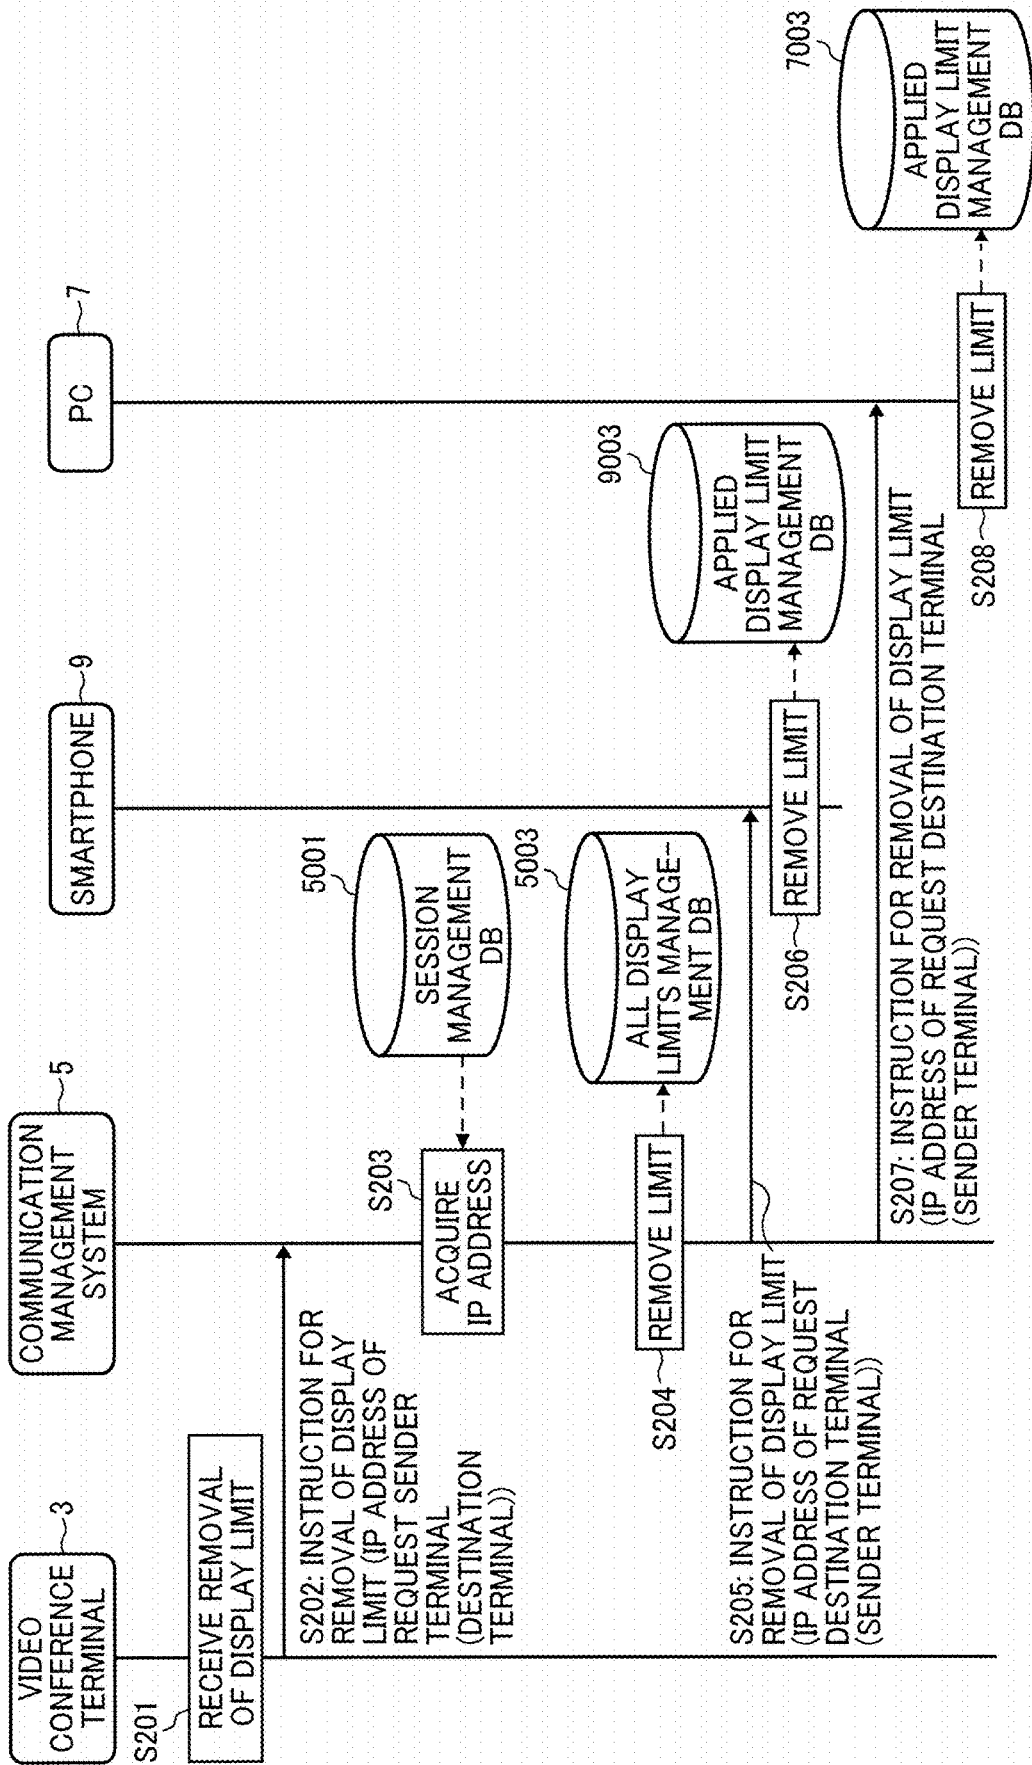 VIDEO
CONFERENCE
TERMINAL
3
COMMUNICATION
MANAGEMENT
SYSTEM
5
SMARTPHONE
9
PC
7
S201
RECEIVE REMOVAL
OF DISPLAY LIMIT
S202: INSTRUCTION FOR
REMOVAL OF DISPLAY
LIMIT (IP ADDRESS OF
REQUEST SENDER
TERMINAL
(DESTINATION
TERMINAL))
S203
ACQUIRE
IP ADDRESS
5001
SESSION
MANAGEMENT
DB
S204
REMOVE LIMIT
5003
ALL DISPLAY
LIMITS MANAGE-
MENT DB
S205: INSTRUCTION FOR
REMOVAL OF DISPLAY LIMIT
(IP ADDRESS OF REQUEST
DESTINATION TERMINAL
(SENDER TERMINAL))
S206
REMOVE LIMIT
9003
APPLIED
DISPLAY LIMIT
MANAGEMENT
DB
S207: INSTRUCTION FOR REMOVAL OF DISPLAY LIMIT
(IP ADDRESS OF REQUEST DESTINATION TERMINAL
(SENDER TERMINAL))
S208
REMOVE LIMIT
7003
APPLIED
DISPLAY LIMIT
MANAGEMENT
DB